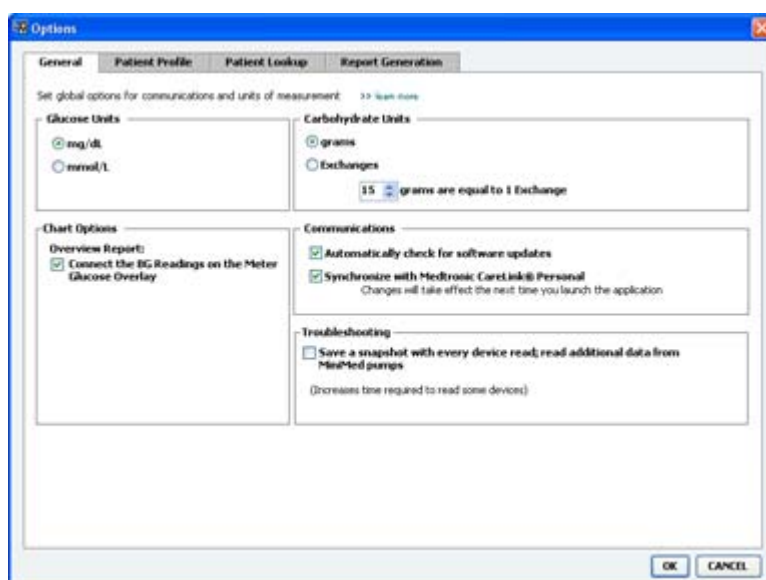 Options
General Patient Profile Patient Lookup Report Generation
Set global options for communications and units of measurement >> learn more
Glucose Units
mg/dL
mmol/L
Carbohydrate Units
grams
Exchanges
15 grams are equal to 1 Exchange
Chart Options
Overview Report:
Connect the BG Readings on the Meter
Glucose Overlay
Communications
Automatically check for software updates
Synchronize with Medtronic CareLink® Personal
Changes will take effect the next time you launch the application
Troubleshooting
Save a snapshot with every device read; read additional data from
MiniMed pumps
(Increases time required to read some devices)
OK CANCEL